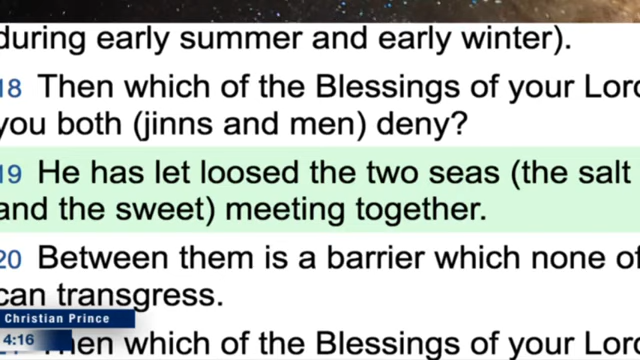 during early summer and early winter).
18 Then which of the Blessings of your Lord
you both (jinns and men) deny?
19 He has let loosed the two seas (the salt
and the sweet) meeting together.
20 Between them is a barrier which none of
can transgress.
Christian Prince
4:16
Then which of the Blessings of your Lord